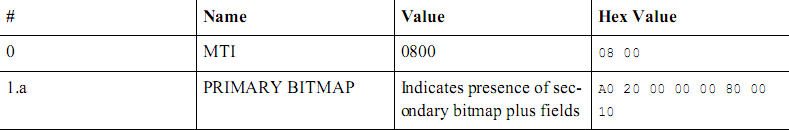 # Name Value Hex Value
0 MTI 0800 08 00
1.a PRIMARY BITMAP Indicates presence of sec- A0 20 00 00 00 80 00
ondary bitmap plus fields 10